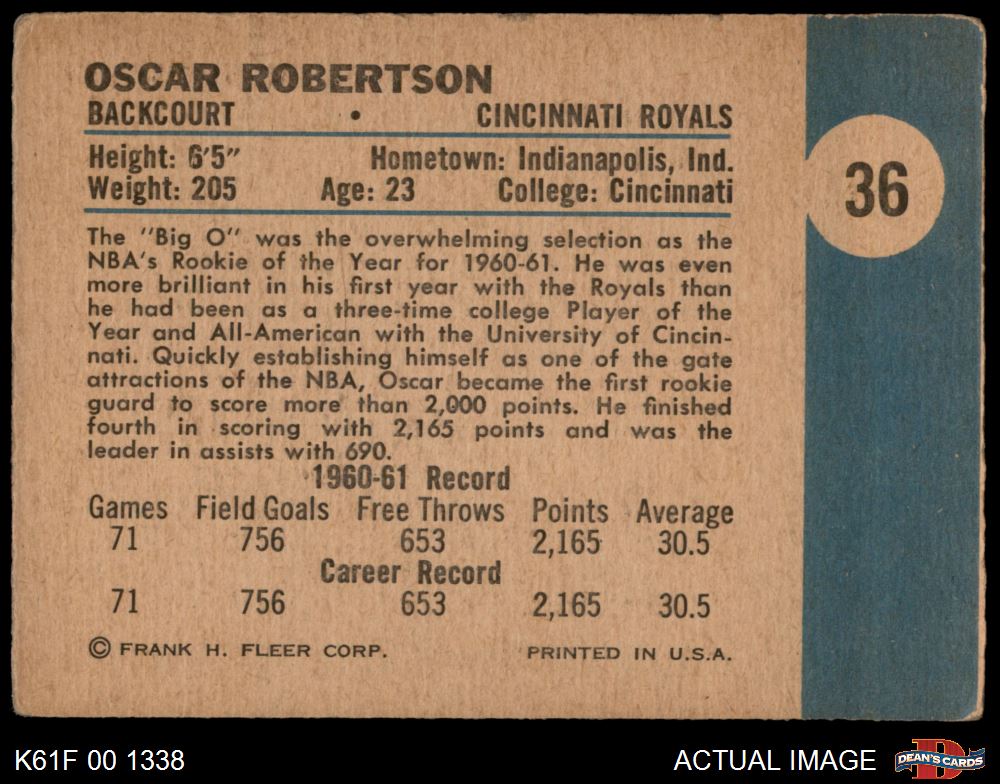 OSCAR ROBERTSON
BACKCOURT • CINCINNATI ROYALS
Height: 6'5" Hometown: Indianapolis, Ind.
Weight: 205 Age: 23 College: Cincinnati
36
The "Big O" was the overwhelming selection as the
NBA's Rookie of the Year for 1960-61. He was even
more brilliant in his first year with the Royals than
he had been as a three-time college Player of the
Year and All-American with the University of Cincin-
nati. Quickly establishing himself as one of the gate
attractions of the NBA, Oscar became the first rookie
guard to score more than 2,000 points. He finished
fourth in scoring with 2,165 points and was the
leader in assists with 690.
1960-61 Record
Games Field Goals Free Throws Points Average
71 756 653 2,165 30.5
Career Record
71 756 653 2,165 30.5
© FRANK H. FLEER CORP. PRINTED IN U.S.A.
K61F 00 1338 ACTUAL IMAGE D DEAN'S CARDS